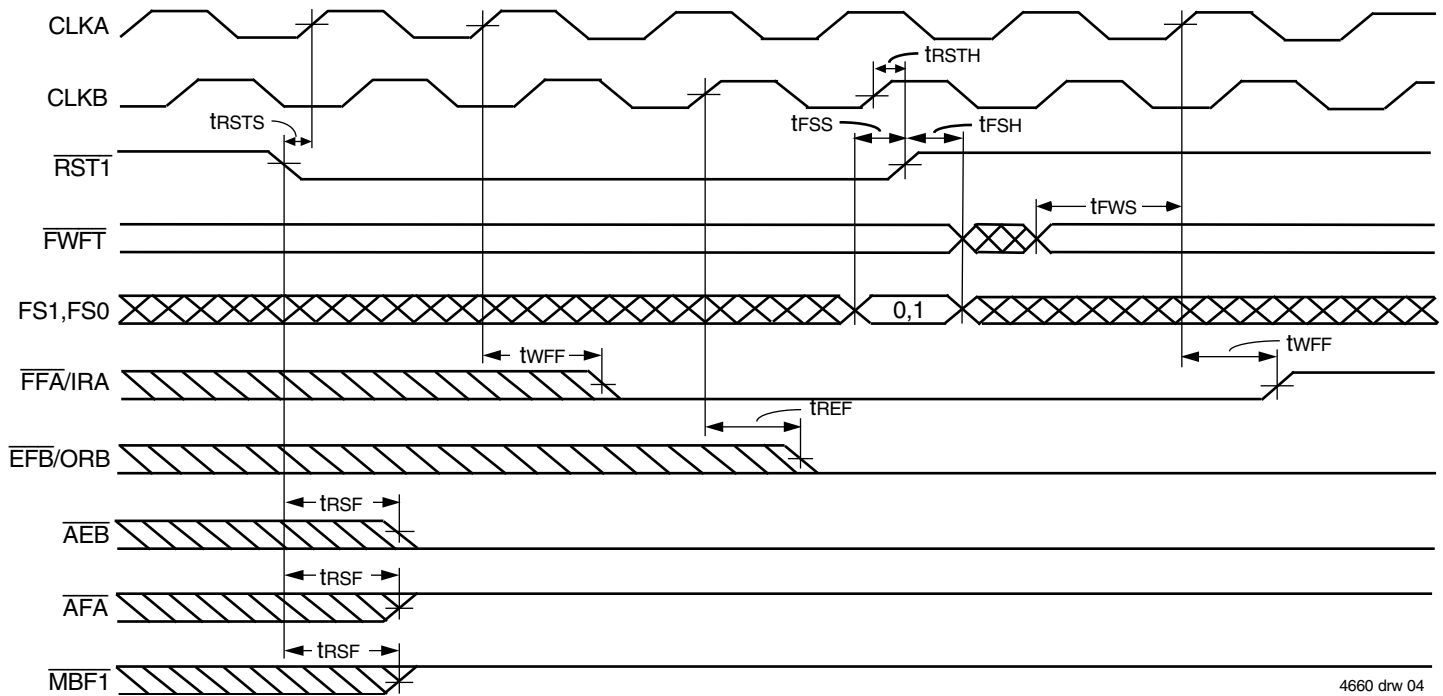 CLKA
tRSTH
CLKB
tRSTS
tFSS
tFSH
RST1
tFWS
FWFT
FS1,FS0
0,1
tWFF
tWFF
FFA/IRA
tREF
EFB/ORB
tRSF
AEB
tRSF
AFA
tRSF
MBF1
4660 drw 04